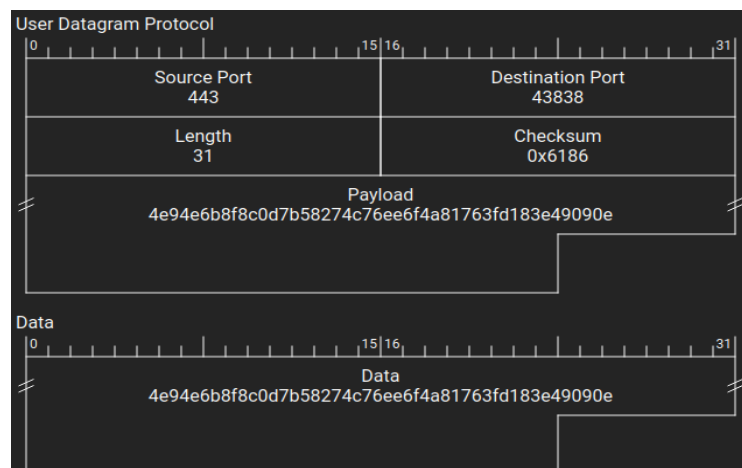 User Datagram Protocol
0 15 16 31
Source Port Destination Port
443 43838
Length Checksum
31 0x6186
Payload
4e94e6b8f8c0d7b58274c76ee6f4a81763fd183e49090e
Data
0 15 16 31
Data
4e94e6b8f8c0d7b58274c76ee6f4a81763fd183e49090e